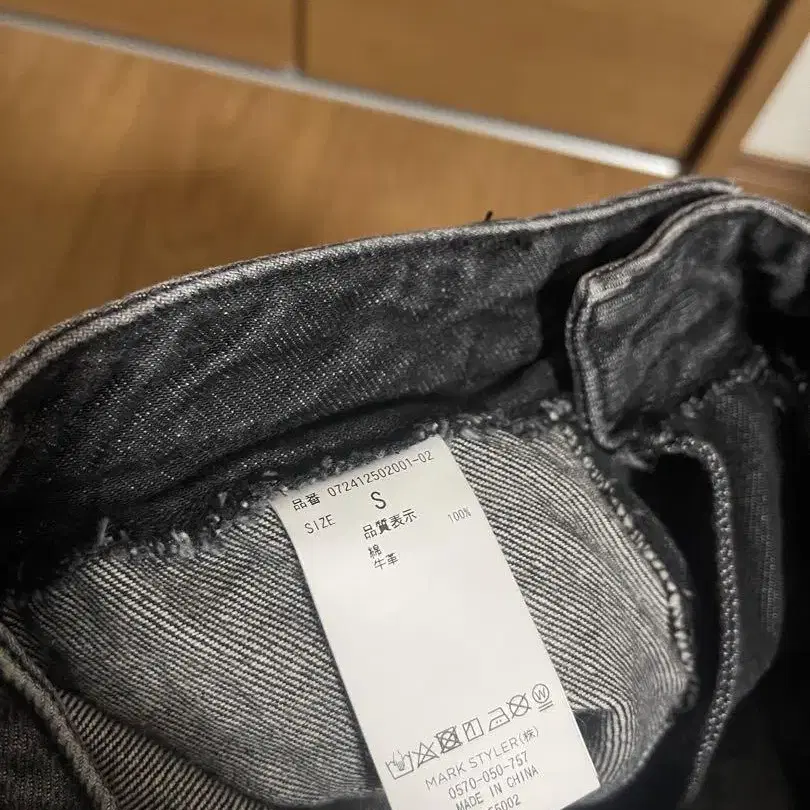 品番 072412502001-02
SIZE S
品質表示
綿 100%
牛革
MARK STYLER(株)
0570-050-757
MADE IN CHINA